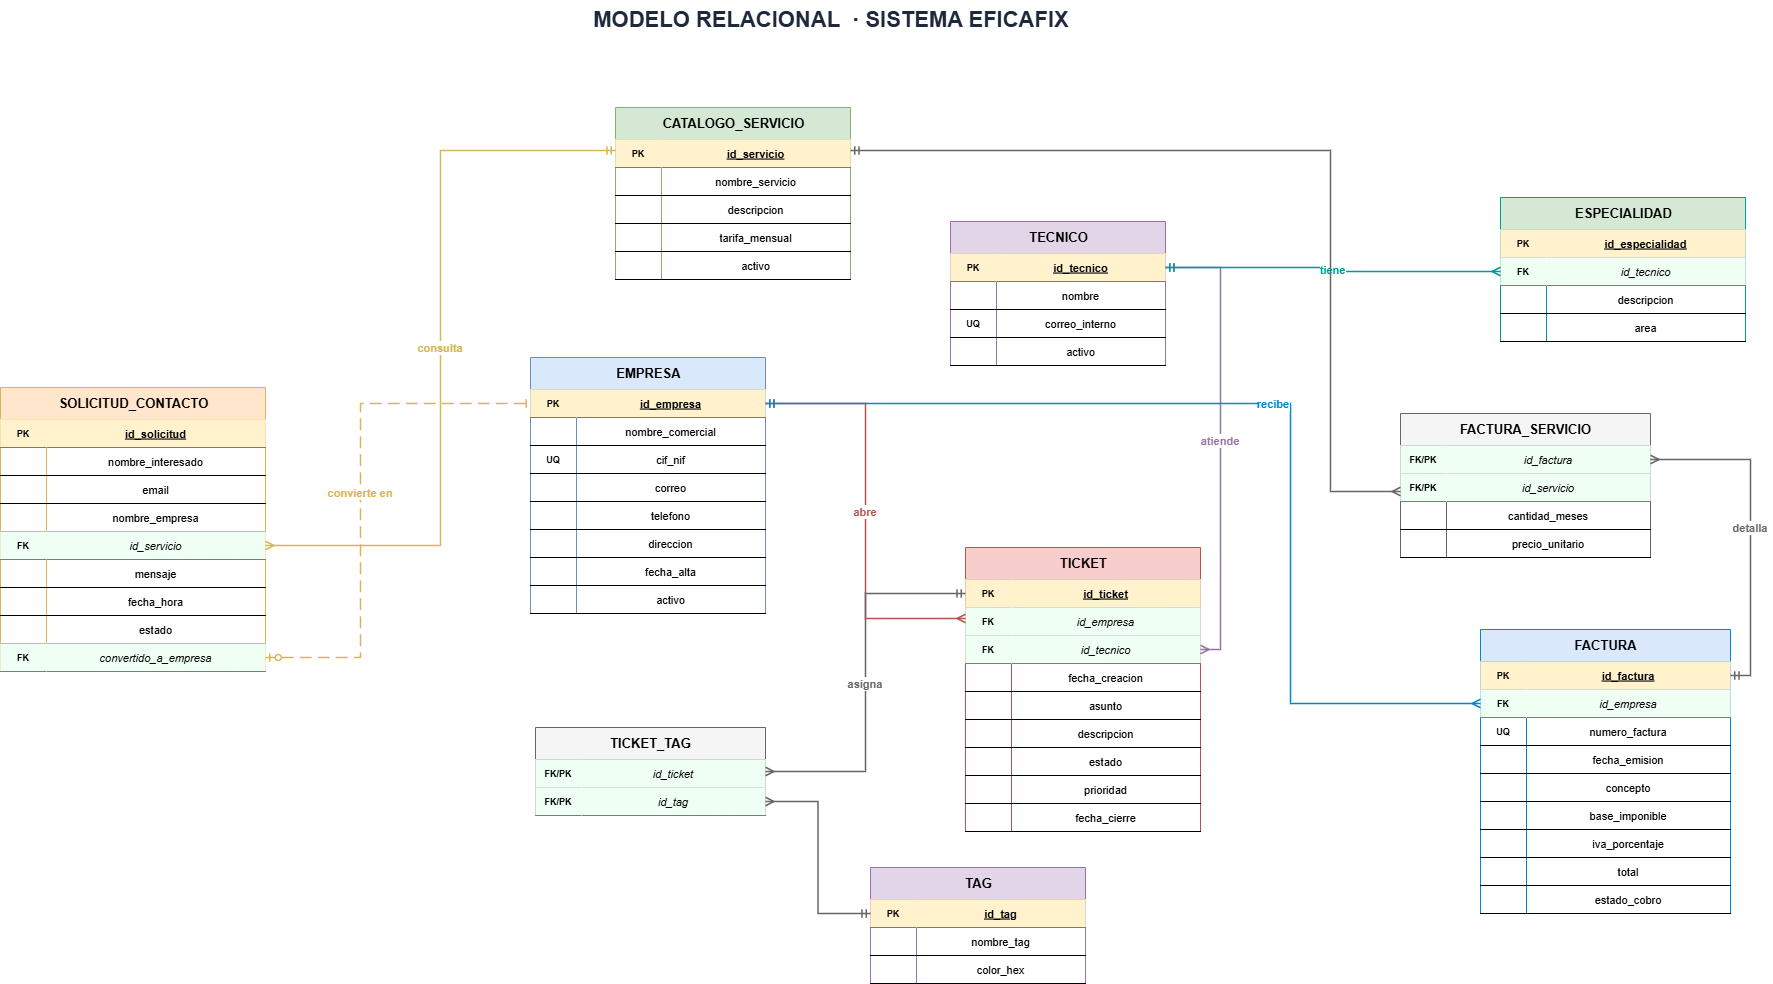 MODELO RELACIONAL · SISTEMA EFICAFIX
CATALOGO_SERVICIO
PK id_servicio
nombre_servicio
descripcion
tarifa_mensual
activo
TECNICO
PK id_tecnico
nombre
UQ correo_interno
activo
ESPECIALIDAD
PK id_especialidad
FK id_tecnico
descripcion
area
tiene
consulta
EMPRESA
PK id_empresa
nombre_comercial
UQ cif_nif
correo
telefono
direccion
fecha_alta
activo
SOLICITUD_CONTACTO
PK id_solicitud
nombre_interesado
email
nombre_empresa
FK id_servicio
mensaje
fecha_hora
estado
FK convertido_a_empresa
convierte en
recibe
atiende
abre
FACTURA_SERVICIO
FK/PK id_factura
FK/PK id_servicio
cantidad_meses
precio_unitario
detalla
TICKET
PK id_ticket
FK id_empresa
FK id_tecnico
fecha_creacion
asunto
descripcion
estado
prioridad
fecha_cierre
asigna
FACTURA
PK id_factura
FK id_empresa
UQ numero_factura
fecha_emision
concepto
base_imponible
iva_porcentaje
total
estado_cobro
TICKET_TAG
FK/PK id_ticket
FK/PK id_tag
TAG
PK id_tag
nombre_tag
color_hex